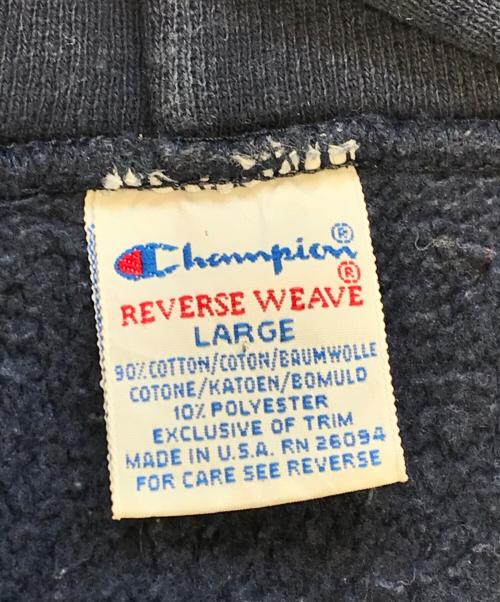 Champion®
REVERSE WEAVE®
LARGE
90% COTTON/COTON/BAUMWOLLE
COTONE/KATOEN/BOMULD
10% POLYESTER
EXCLUSIVE OF TRIM
MADE IN U.S.A. RN 26094
FOR CARE SEE REVERSE